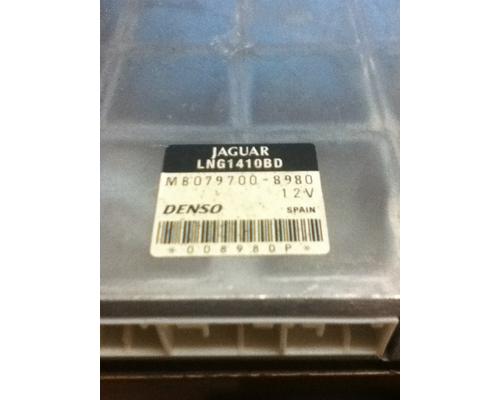 JAGUAR
LNG1410BD
MB079700-8980
12V
DENSO SPAIN
*008980P*